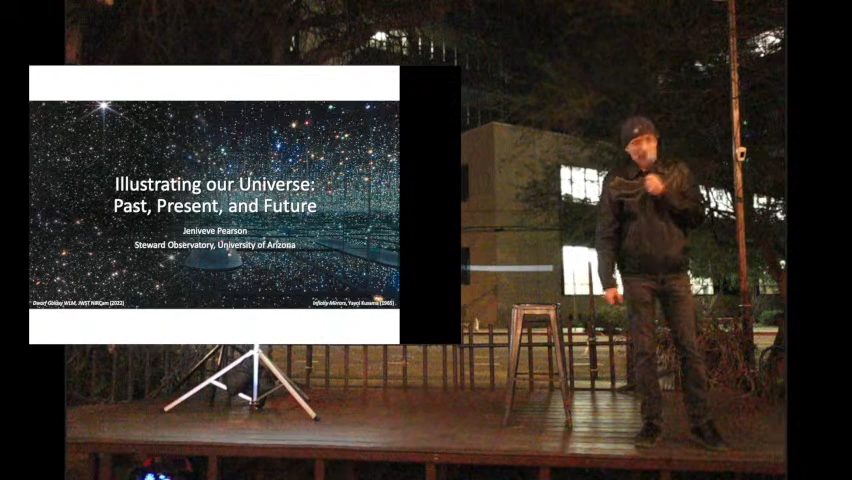 Illustrating our Universe:
Past, Present, and Future
Jeniveve Pearson
Steward Observatory, University of Arizona
Dwarf Galaxy WLM, JWST NIRCam (2022)
Infinity Mirrors, Yayoi Kusama (1965)